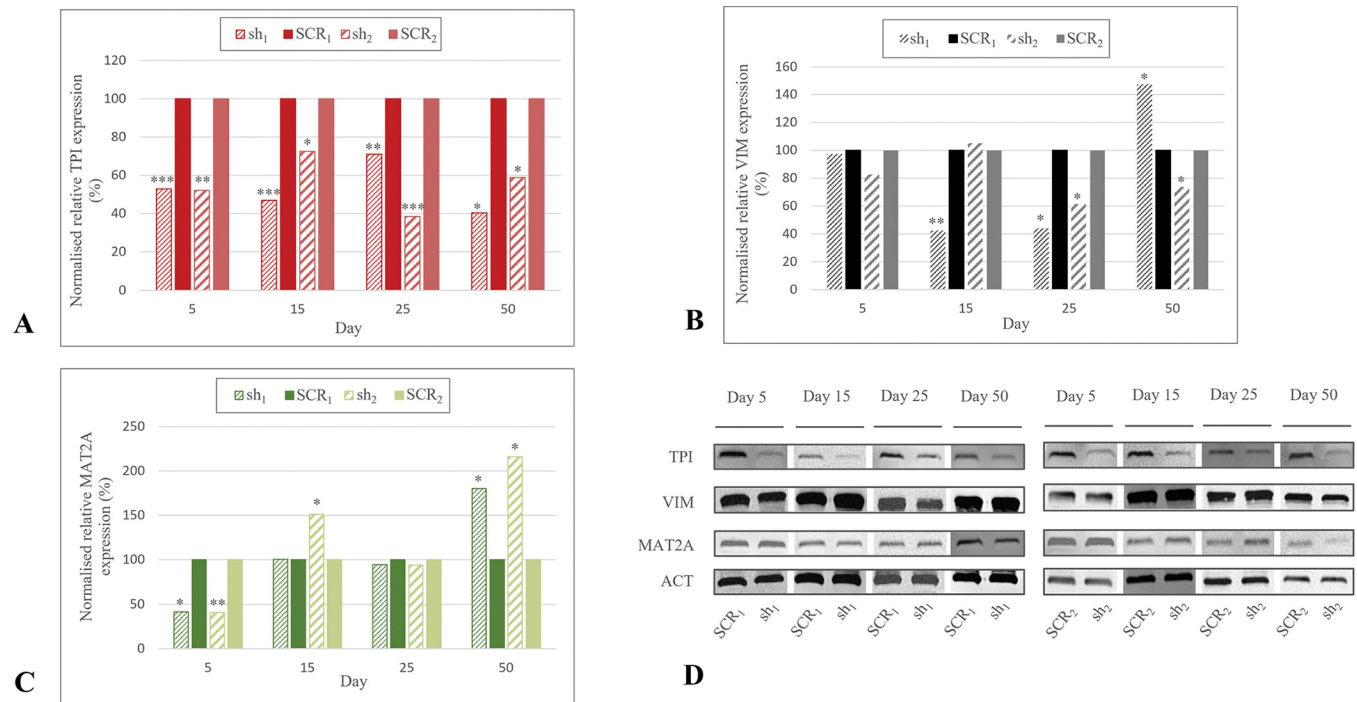 sh₁ SCR₁ sh₂ SCR₂
Normalised relative TPI expression
(%)
120
100
80
60
40
20
0
*** ** *** * ** *** * *
5 15 25 50
Day
A
sh₁ SCR₁ sh₂ SCR₂
Normalised relative VIM expression
(%)
160
140
120
100
80
60
40
20
0
** * * * *
5 15 25 50
Day
B
sh₁ SCR₁ sh₂ SCR₂
Normalised relative MAT2A
expression (%)
250
200
150
100
50
0
* ** * * *
5 15 25 50
Day
C
Day 5 Day 15 Day 25 Day 50 Day 5 Day 15 Day 25 Day 50
TPI
VIM
MAT2A
ACT
SCR₁ sh₁ SCR₁ sh₁ SCR₁ sh₁ SCR₁ sh₁ SCR₂ sh₂ SCR₂ sh₂ SCR₂ sh₂ SCR₂ sh₂
D